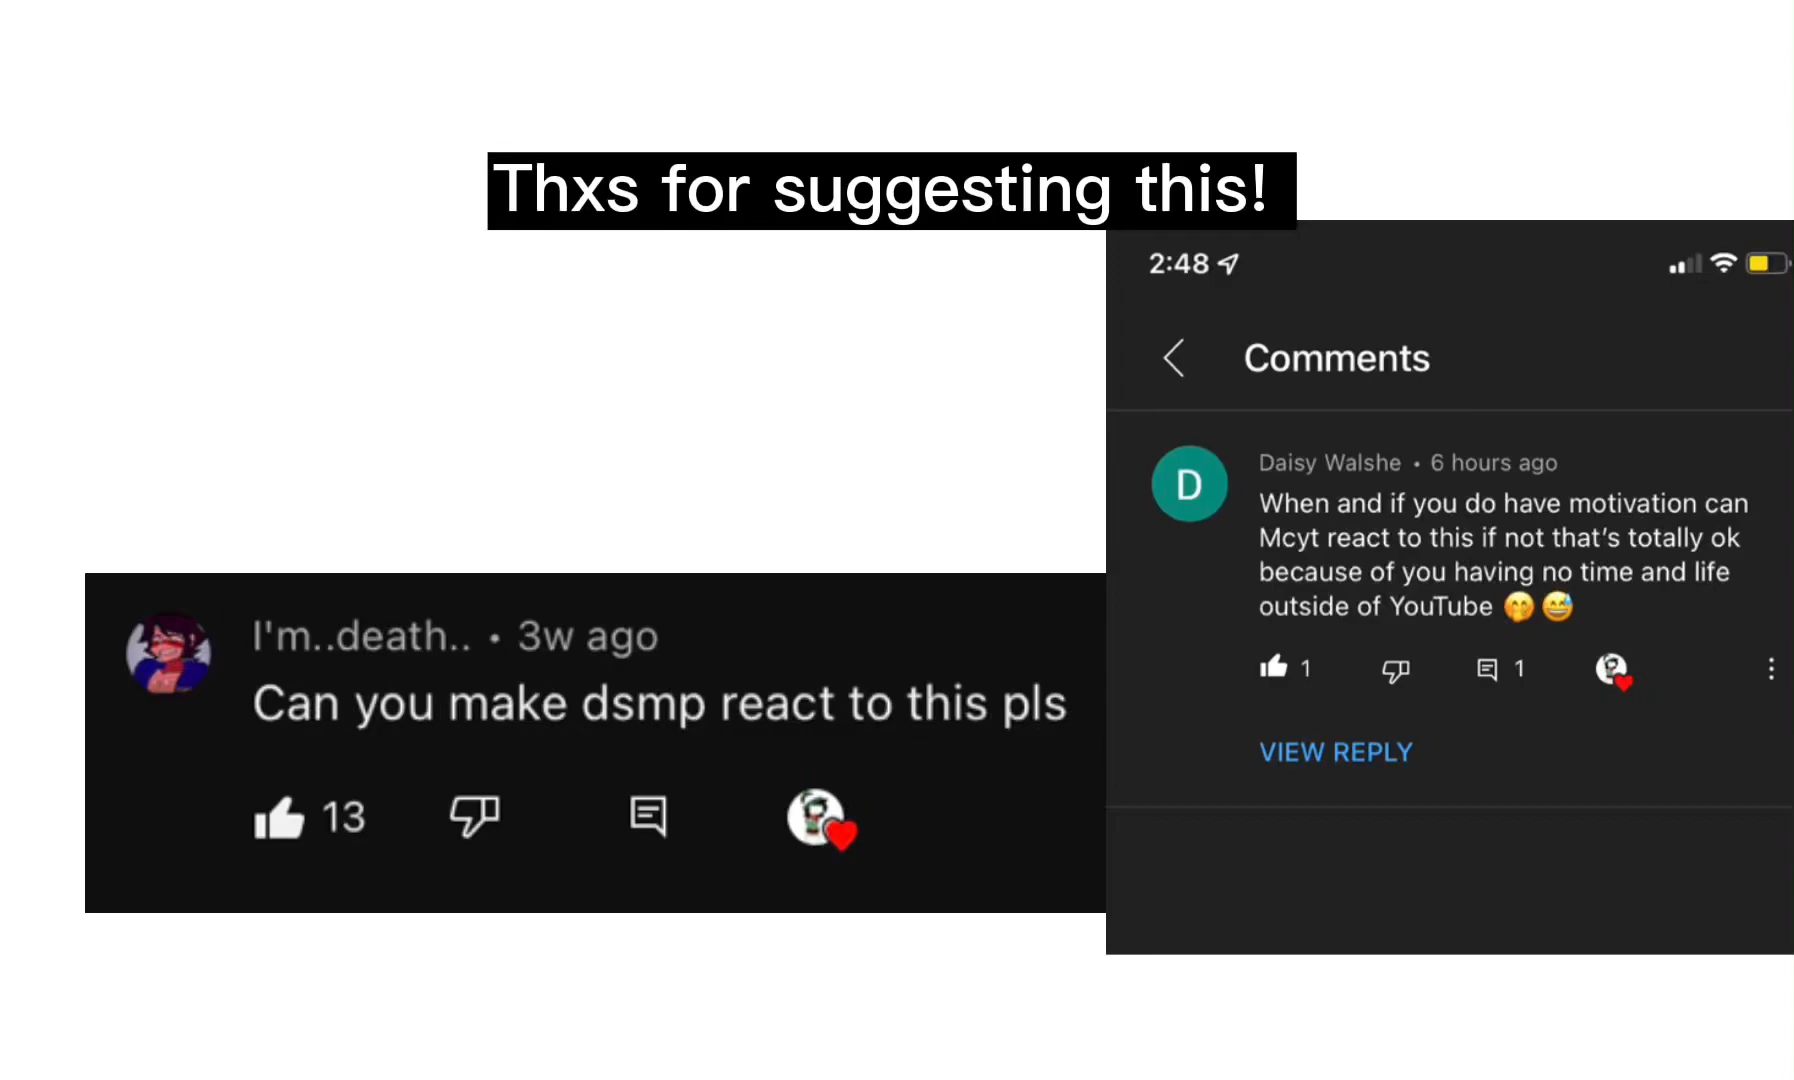 Thxs for suggesting this!
2:48
Comments
D
Daisy Walshe • 6 hours ago
When and if you do have motivation can
Mcyt react to this if not that's totally ok
because of you having no time and life
outside of YouTube 🤭😅
1
1
VIEW REPLY
I'm..death.. • 3w ago
Can you make dsmp react to this pls
13